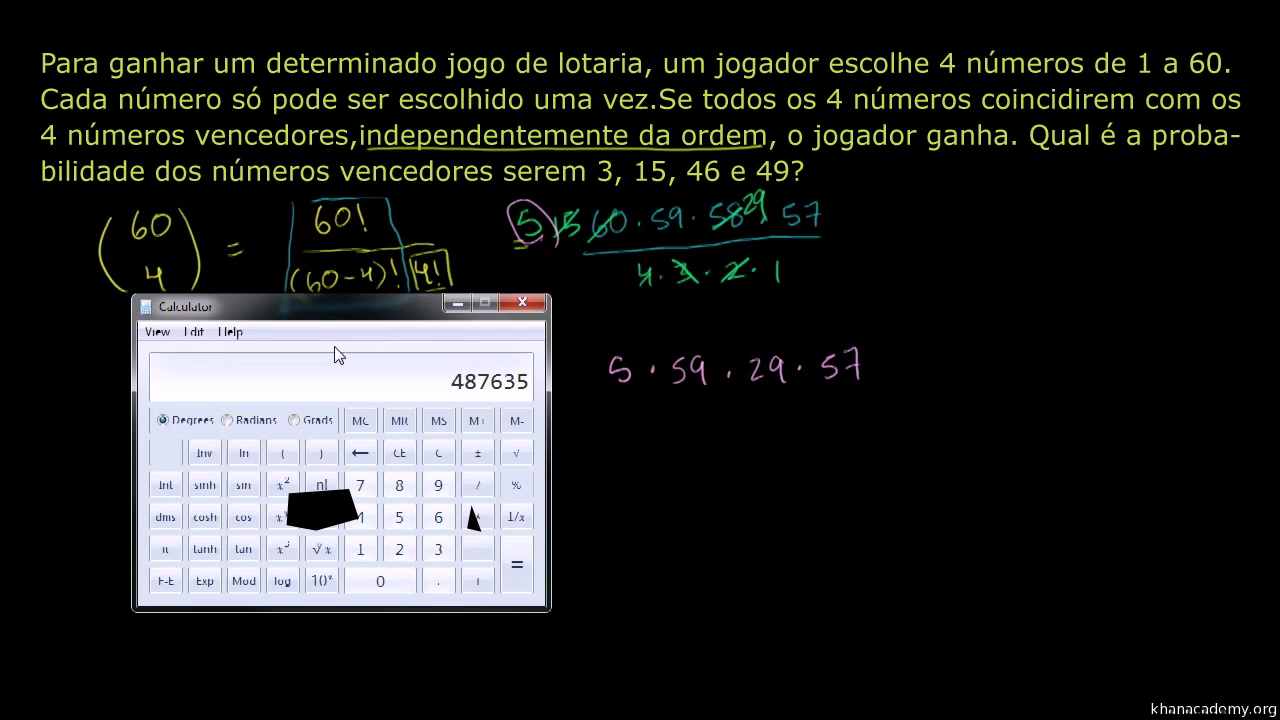 Para ganhar um determinado jogo de lotaria, um jogador escolhe 4 números de 1 a 60.
Cada número só pode ser escolhido uma vez.Se todos os 4 números coincidirem com os
4 números vencedores,independentemente da ordem, o jogador ganha. Qual é a proba-
bilidade dos números vencedores serem 3, 15, 46 e 49?
60
4
=
60!
(60-4)! 4!
5 15 60 · 59 · 58 29 57
4 · 3 · 2 · 1
5 · 59 · 29 · 57
Calculator
View Edit Help
487635
Degrees Radians Grads MC MR MS M+ M-
Inv ln ( ) ← CE C ± √
Int sinh sin x² n! 7 8 9 / %
dms cosh cos 5 6 1/x
π tanh tan x³ ∛x 1 2 3 =
F-E Exp Mod log 10ˣ 0 . +
khanacademy.org